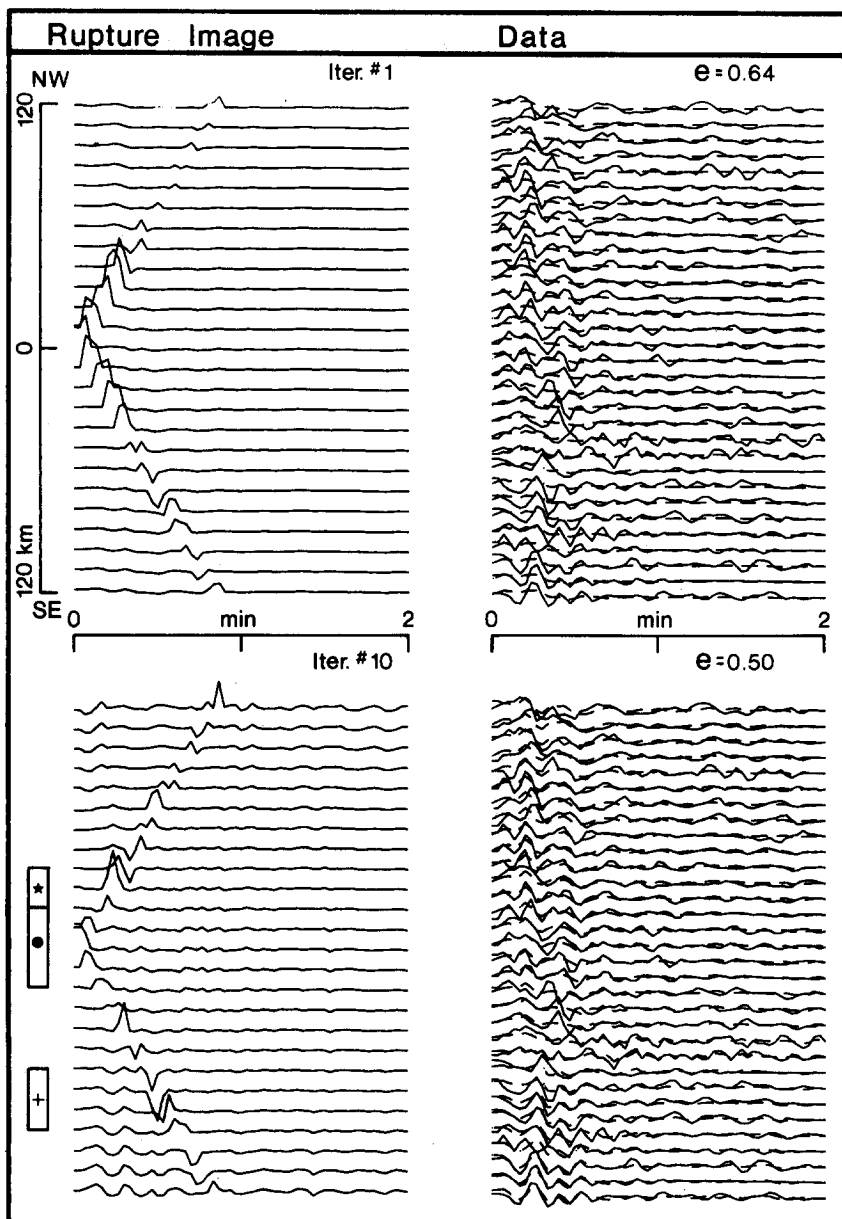 Rupture Image Data
Iter. #1 e=0.64
NW
120
0
120 km
SE
0 min 2 0 min 2
Iter. #10 e=0.50